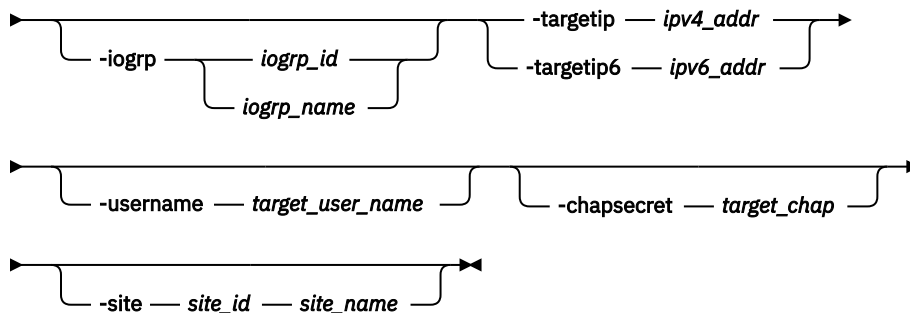 -targetip ipv4_addr
-iogrp iogrp_id -targetip6 ipv6_addr
iogrp_name
-username target_user_name -chapsecret target_chap
-site site_id site_name